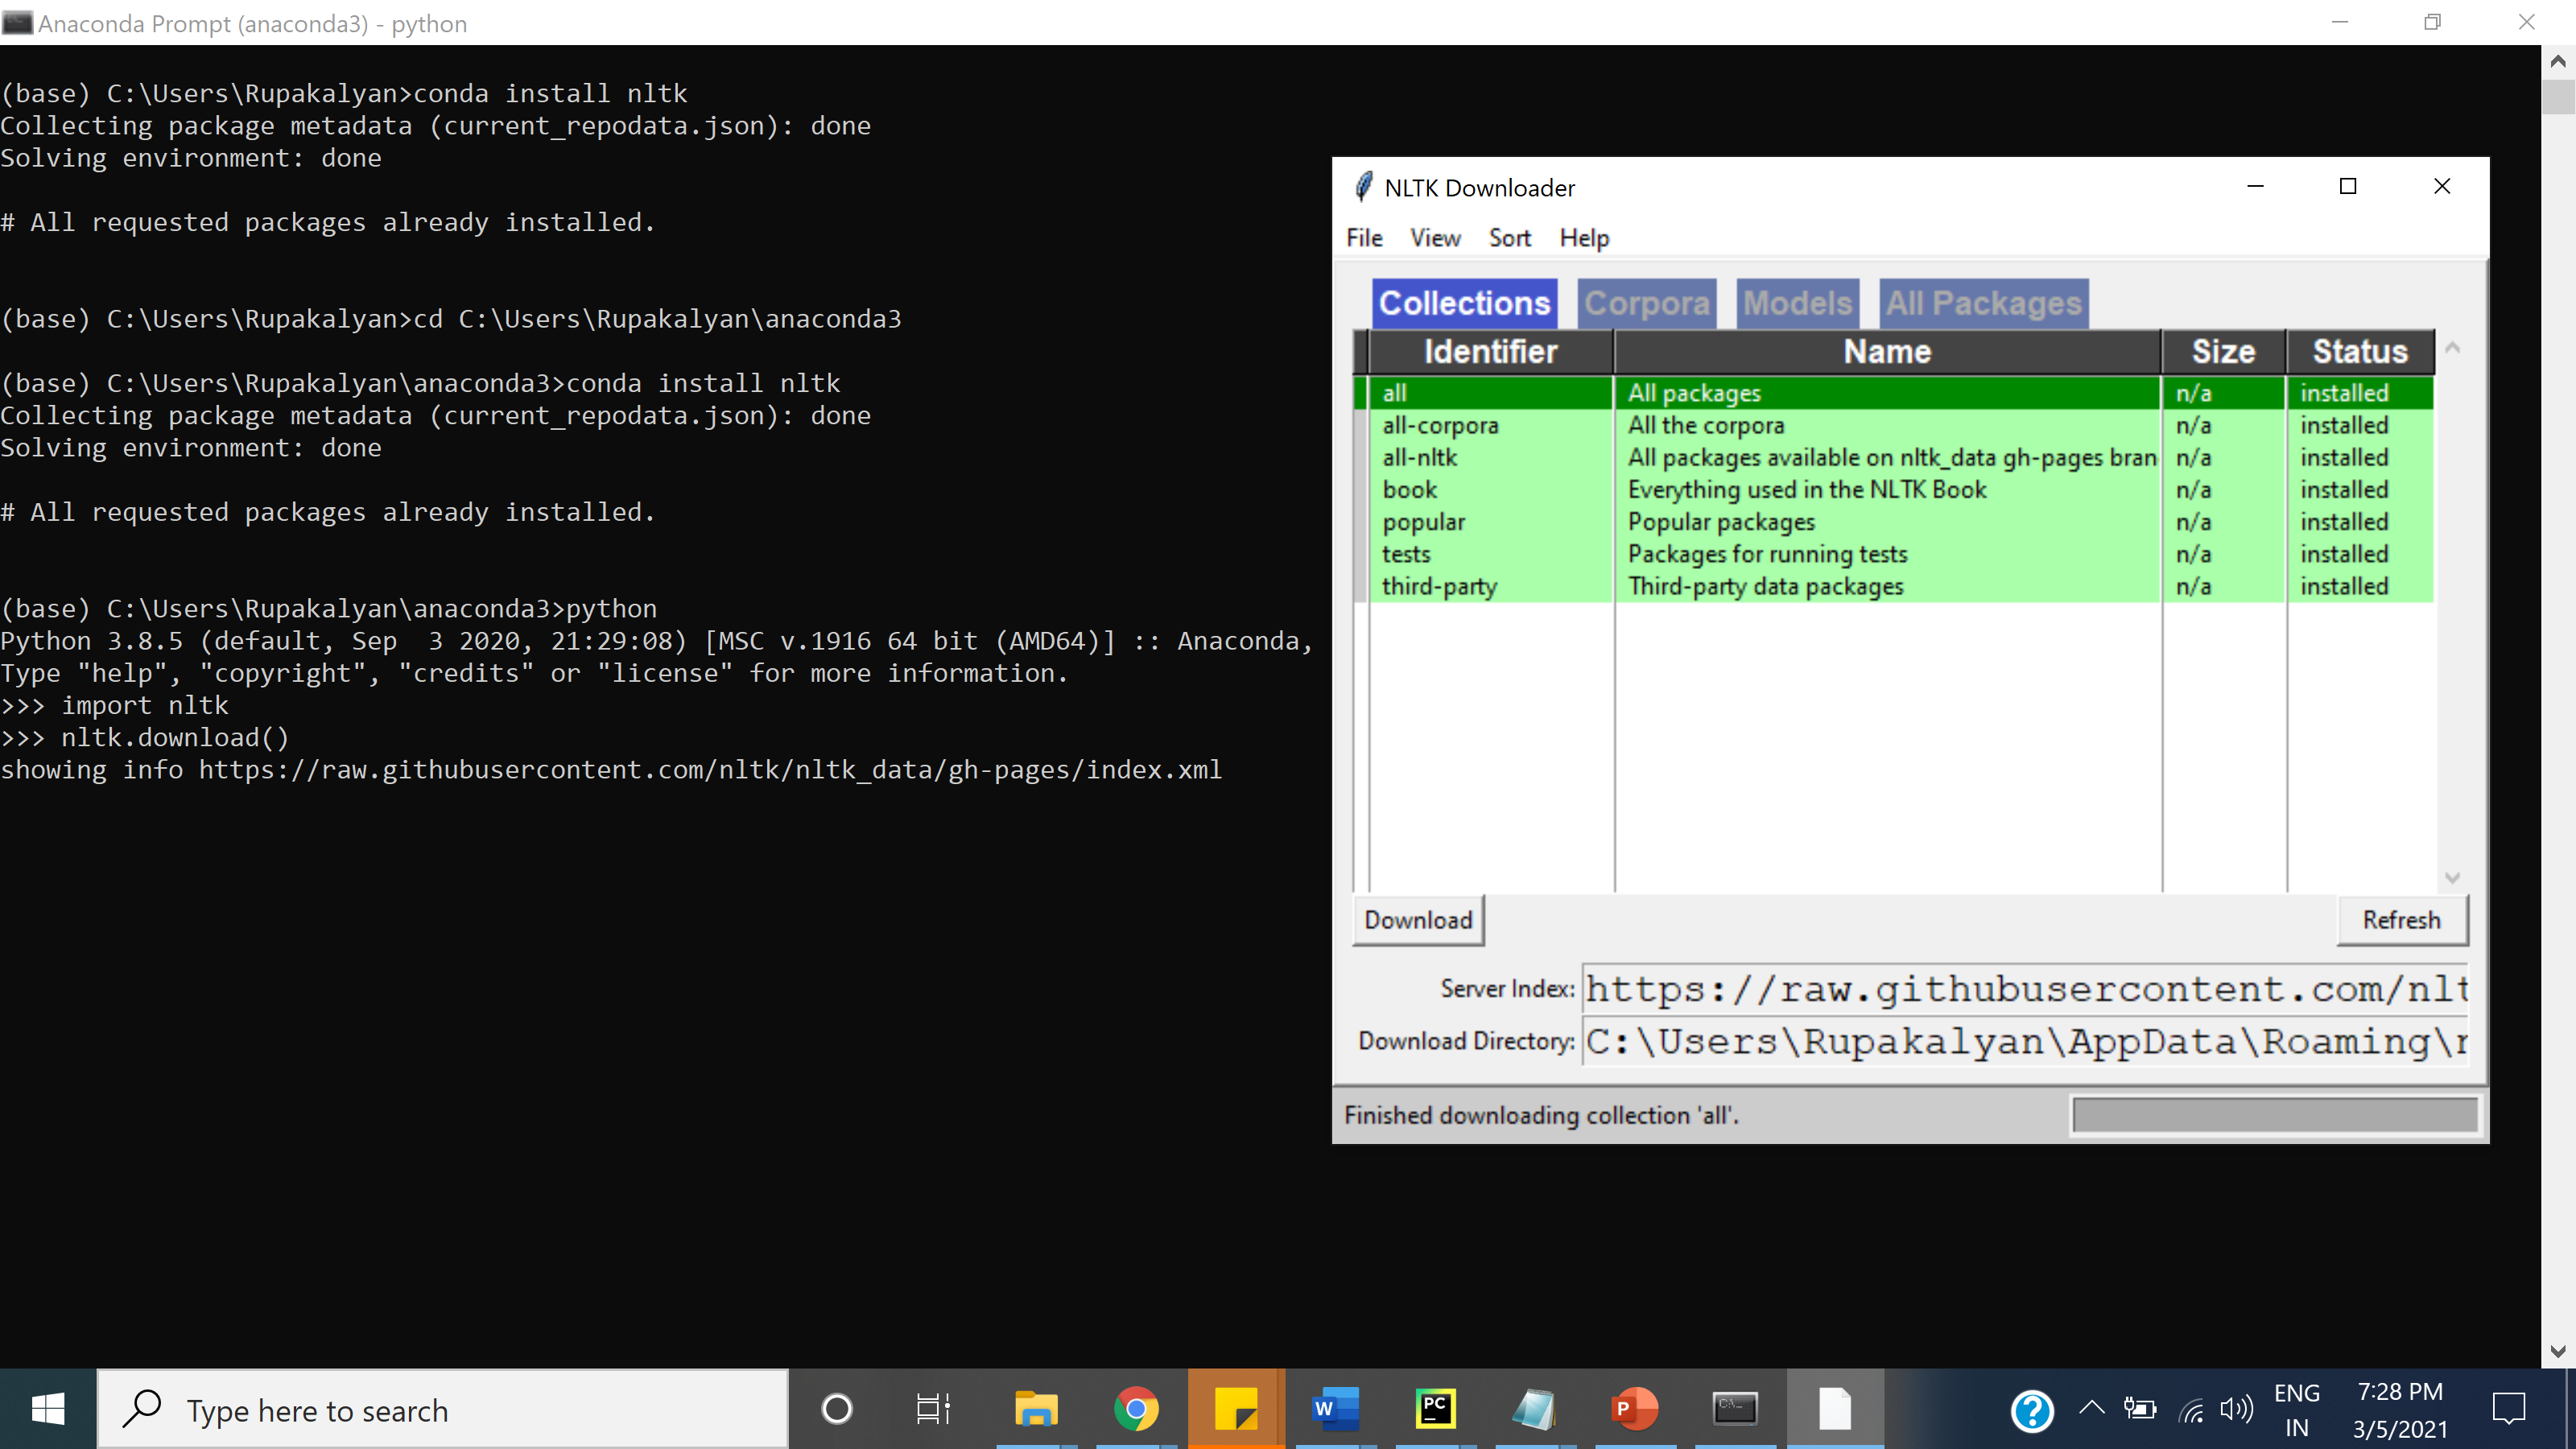 Anaconda Prompt (anaconda3) - python
(base) C:\Users\Rupakalyan>conda install nltk
Collecting package metadata (current_repodata.json): done
Solving environment: done
# All requested packages already installed.
(base) C:\Users\Rupakalyan>cd C:\Users\Rupakalyan\anaconda3
(base) C:\Users\Rupakalyan\anaconda3>conda install nltk
Collecting package metadata (current_repodata.json): done
Solving environment: done
# All requested packages already installed.
(base) C:\Users\Rupakalyan\anaconda3>python
Python 3.8.5 (default, Sep  3 2020, 21:29:08) [MSC v.1916 64 bit (AMD64)] :: Anaconda,
Type "help", "copyright", "credits" or "license" for more information.
>>> import nltk
>>> nltk.download()
showing info https://raw.githubusercontent.com/nltk/nltk_data/gh-pages/index.xml
NLTK Downloader
File View Sort Help
Collections Corpora Models All Packages
Identifier Name Size Status
all All packages n/a installed
all-corpora All the corpora n/a installed
all-nltk All packages available on nltk_data gh-pages bran n/a installed
book Everything used in the NLTK Book n/a installed
popular Popular packages n/a installed
tests Packages for running tests n/a installed
third-party Third-party data packages n/a installed
Download Refresh
Server Index: https://raw.githubusercontent.com/nlt
Download Directory: C:\Users\Rupakalyan\AppData\Roaming\
Finished downloading collection 'all'.
Type here to search
W
PC
P
C:\
ENG
IN
7:28 PM
3/5/2021